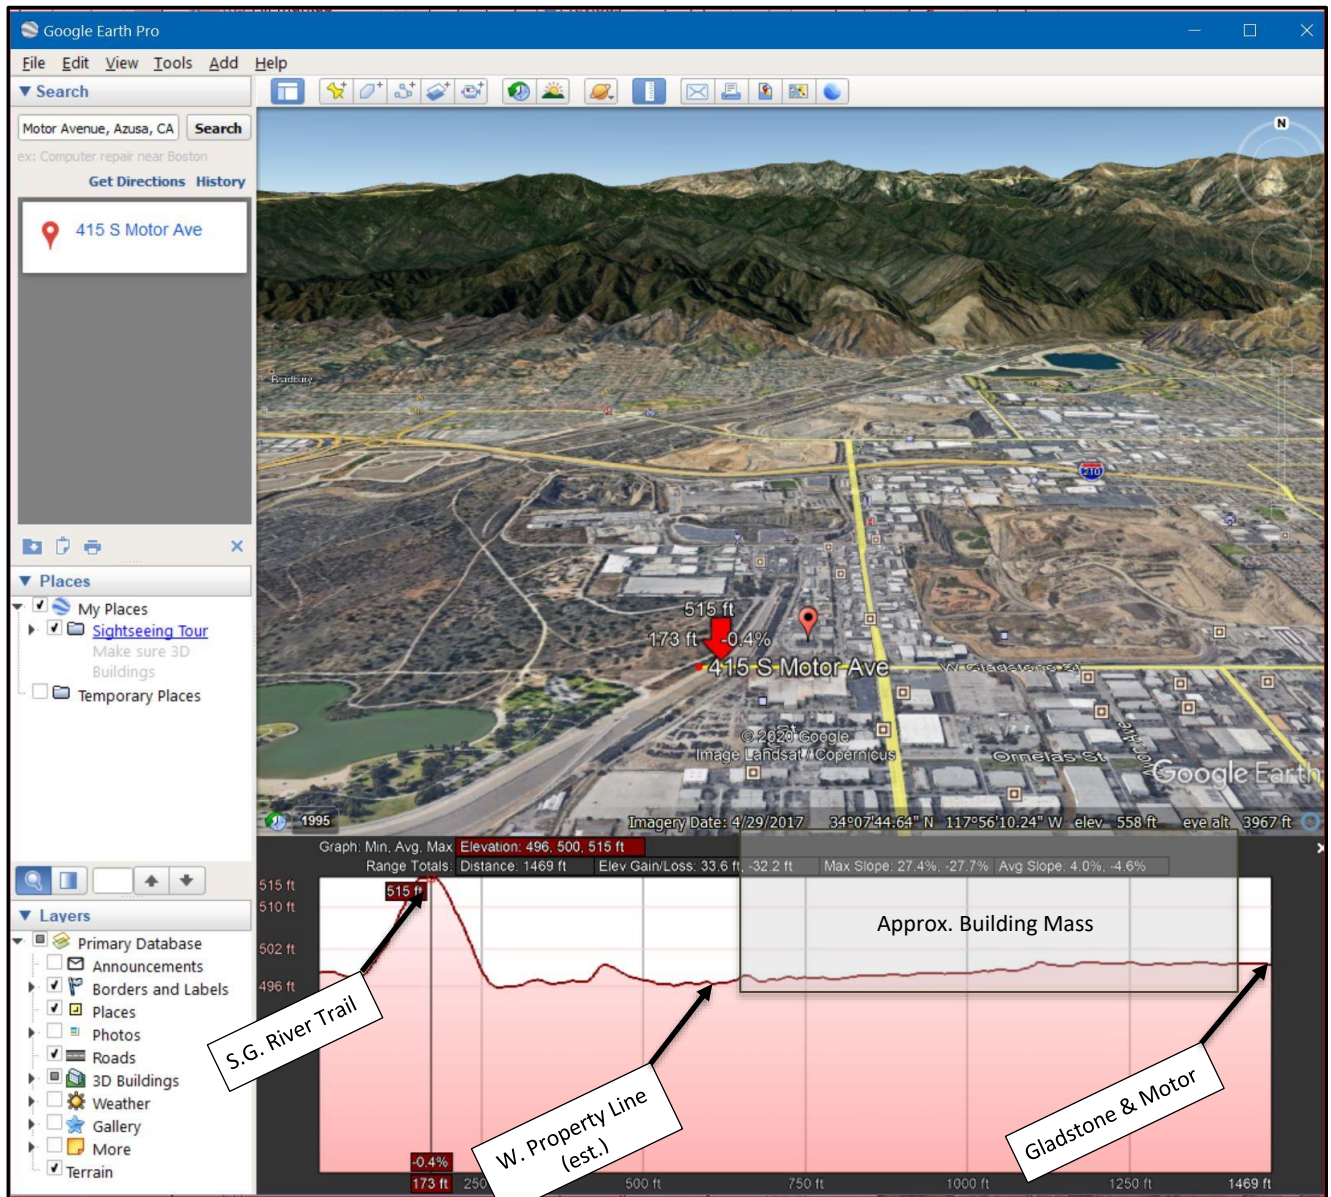 Google Earth Pro
File Edit View Tools Add Help
Search
Motor Avenue, Azusa, CA Search
ex: Computer repair near Boston
Get Directions History
415 S Motor Ave
Places
My Places
Sightseeing Tour
Make sure 3D
Buildings
Temporary Places
Layers
Primary Database
Announcements
Borders and Labels
Places
Photos
Roads
3D Buildings
Weather
Gallery
More
Terrain
N
Bradbury
210
515 ft
173 ft -0.4%
415 S Motor Ave
W Gladstone St
Motor Ave
Ornelas St
© 2020 Google
Image Landsat / Copernicus
Google Earth
1995
Imagery Date: 4/29/2017 34°07'44.64" N 117°56'10.24" W elev 558 ft eye alt 3967 ft
Graph: Min, Avg, Max Elevation: 496, 500, 515 ft
Range Totals: Distance: 1469 ft Elev Gain/Loss: 33.6 ft, -32.2 ft Max Slope: 27.4%, -27.7% Avg Slope: 4.0%, -4.6%
515 ft
510 ft
502 ft
496 ft
515 ft
Approx. Building Mass
S.G. River Trail
W. Property Line
(est.)
Gladstone & Motor
-0.4%
173 ft 250 500 ft 750 ft 1000 ft 1250 ft 1469 ft